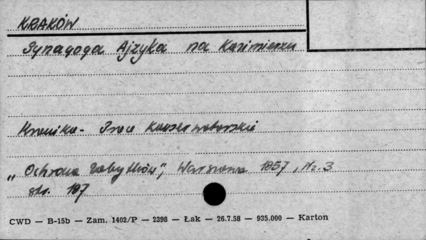 KRAKÓW
Synagoga Ajzyka na Kazimierzu
Kronika - Prace konserwatorskie
„Ochrona Zabytków", Warszawa 1957, Nr. 3
str. 197
CWD — B-15b — Zam. 1402/P — 2398 — Łak — 26.7.58 — 935.000 — Karton